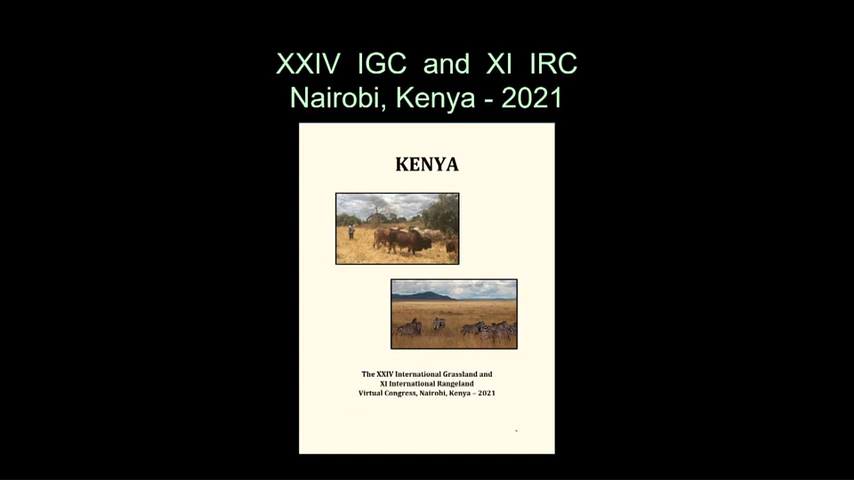 XXIV IGC and XI IRC
Nairobi, Kenya - 2021
KENYA
The XXIV International Grassland and
XI International Rangeland
Virtual Congress, Nairobi, Kenya – 2021